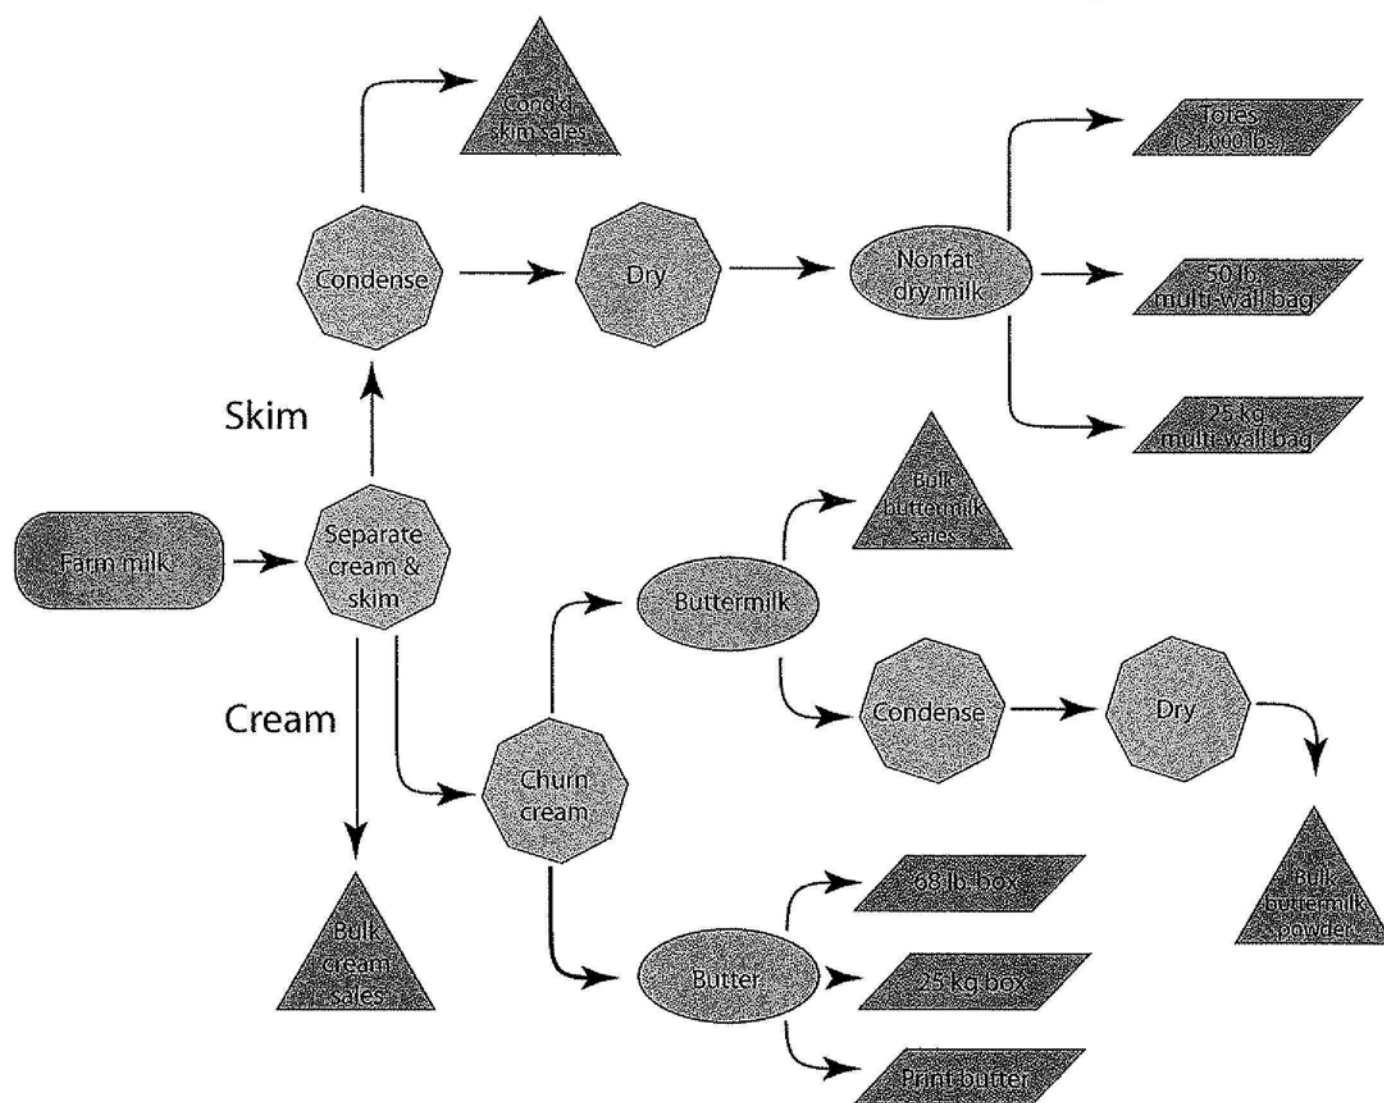 Cond'd
skim sales
Totes
(>1,000 lbs.)
Condense
Dry
Nonfat
dry milk
50 lb.
multi-wall bag
25 kg
multi-wall bag
Skim
Farm milk
Separate
cream &
skim
Bulk
buttermilk
sales
Buttermilk
Condense
Dry
Cream
Churn
cream
Bulk
cream
sales
68 lb. box
Butter
25 kg box
Print butter
Bulk
buttermilk
powder